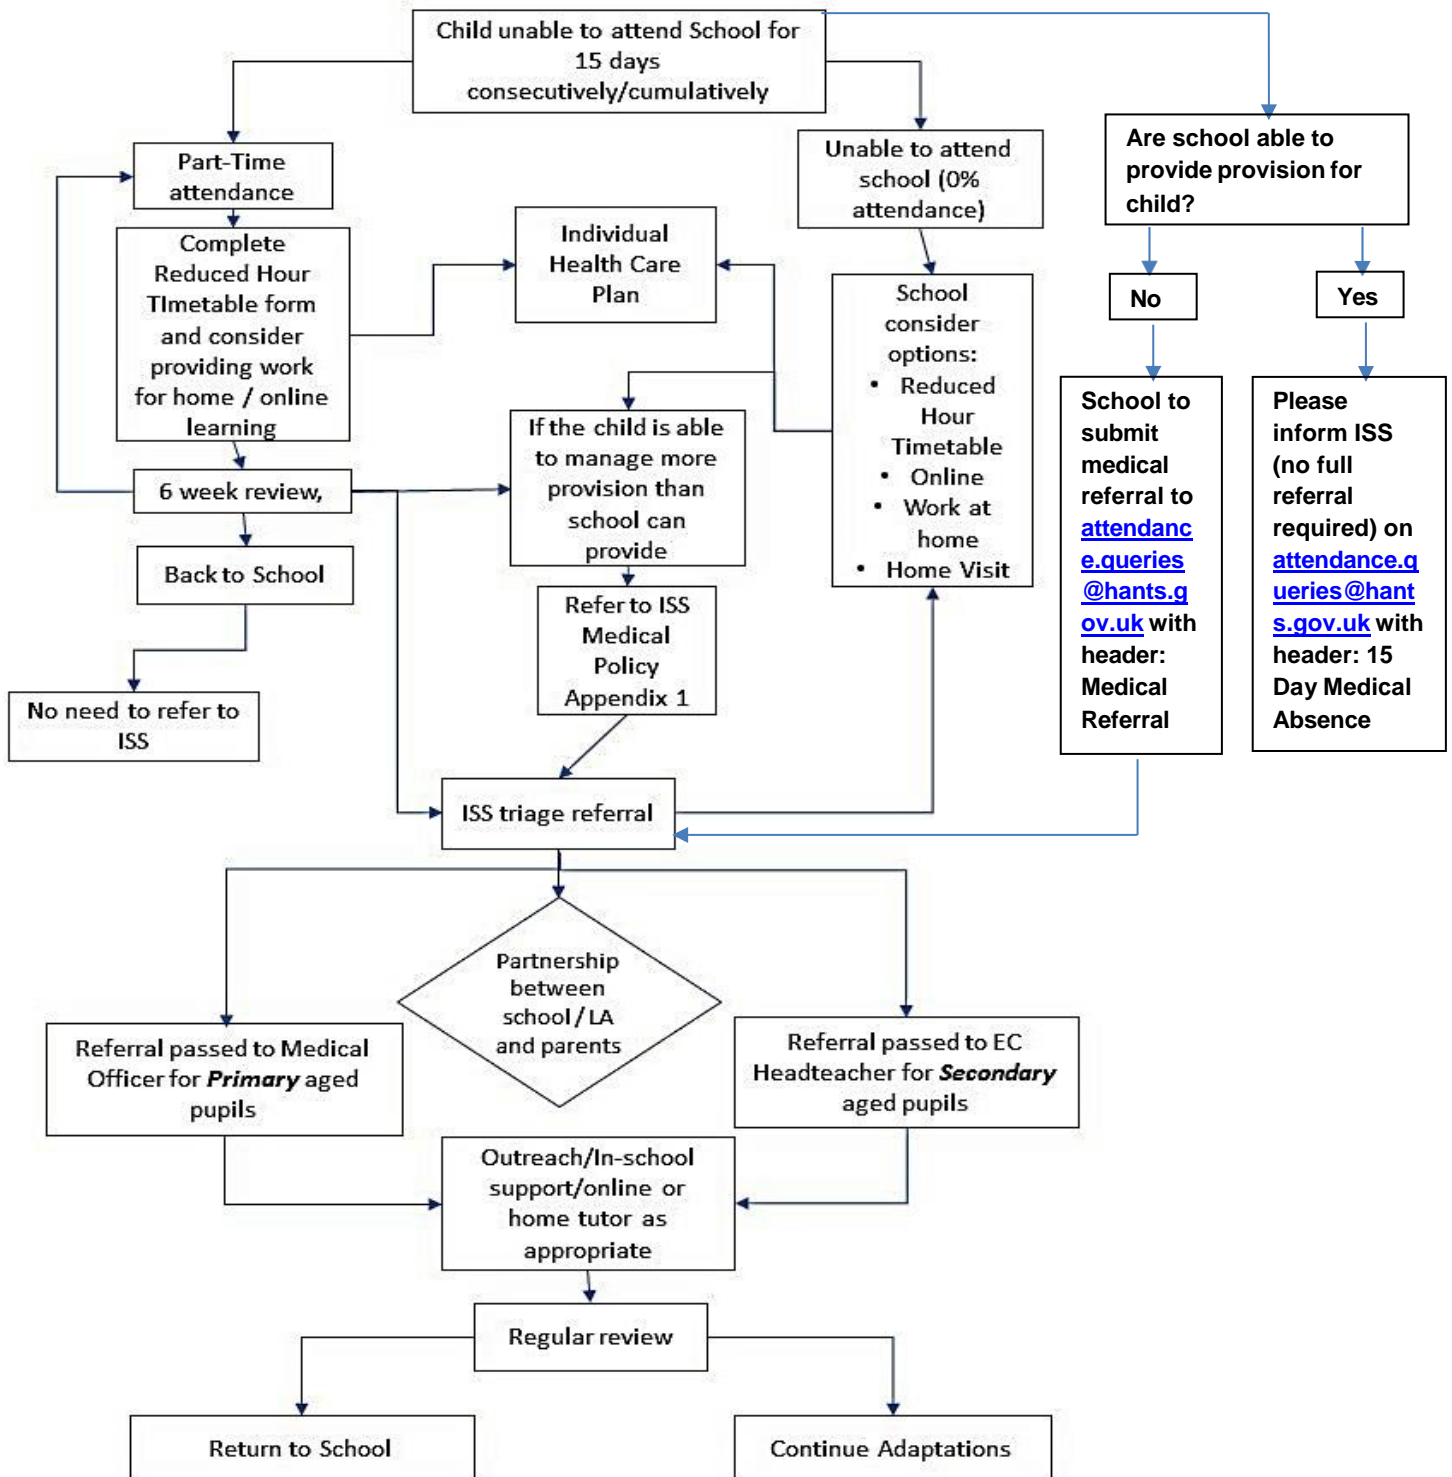 Child unable to attend School for
15 days
consecutively/cumulatively
Part-Time
attendance
Unable to attend
school (0%
attendance)
Are school able to
provide provision for
child?
Complete
Reduced Hour
TImetable form
and consider
providing work
for home / online
learning
Individual
Health Care
Plan
School
consider
options:
• Reduced
Hour
Timetable
• Online
• Work at
home
• Home Visit
No
Yes
6 week review,
If the child is able
to manage more
provision than
school can
provide
School to
submit
medical
referral to
attendanc
e.queries
@hants.g
ov.uk with
header:
Medical
Referral
Please
inform ISS
(no full
referral
required) on
attendance.q
ueries@hant
s.gov.uk with
header: 15
Day Medical
Absence
Back to School
Refer to ISS
Medical
Policy
Appendix 1
No need to refer to
ISS
ISS triage referral
Partnership
between
school / LA
and parents
Referral passed to Medical
Officer for Primary aged
pupils
Referral passed to EC
Headteacher for Secondary
aged pupils
Outreach/In-school
support/online or
home tutor as
appropriate
Regular review
Return to School
Continue Adaptations